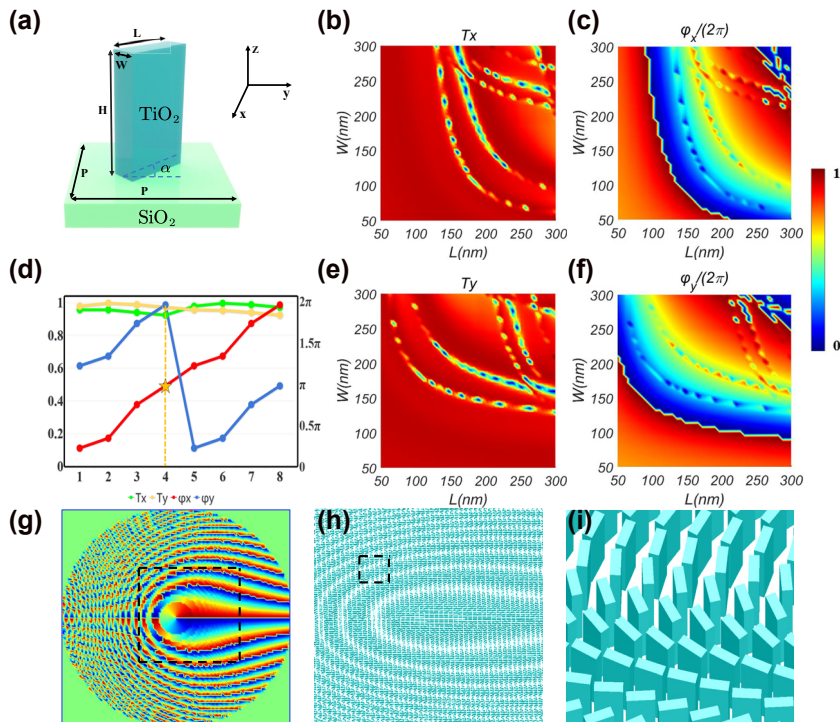 (a)
L
W
H
TiO2
α
P
P
SiO2
z
y
x
(b)
Tx
300
250
200
150
100
50
W(nm)
50 100 150 200 250 300
L(nm)
(c)
φx/(2π)
300
250
200
150
100
50
W(nm)
50 100 150 200 250 300
L(nm)
1
0
(d)
1
0.8
0.6
0.4
0.2
0
2π
1.5π
π
0.5π
0
1 2 3 4 5 6 7 8
Tx Ty φx φy
(e)
Ty
300
250
200
150
100
50
W(nm)
50 100 150 200 250 300
L(nm)
(f)
φy/(2π)
300
250
200
150
100
50
W(nm)
50 100 150 200 250 300
L(nm)
(g)
(h)
(i)